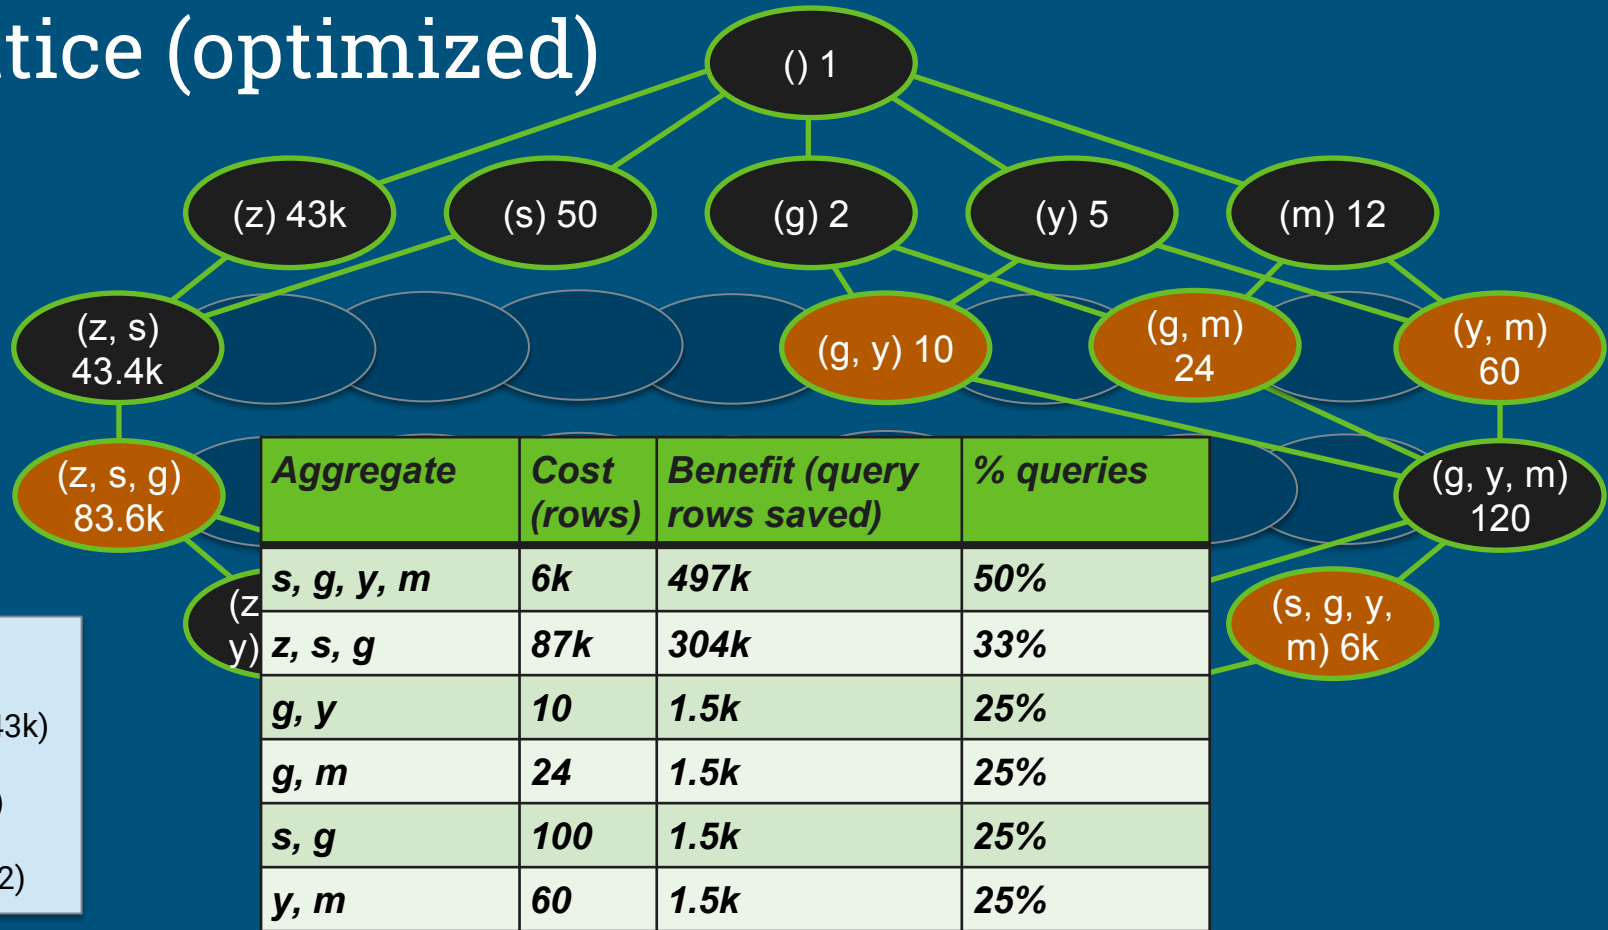 tice (optimized)
() 1
(z) 43k
(s) 50
(g) 2
(y) 5
(m) 12
(z, s)
43.4k
(g, y) 10
(g, m)
24
(y, m)
60
(z, s, g)
83.6k
(g, y, m)
120
(z
y)
(s, g, y,
m) 6k
43k)
)
2)
Aggregate Cost (rows) Benefit (query rows saved) % queries
s, g, y, m 6k 497k 50%
z, s, g 87k 304k 33%
g, y 10 1.5k 25%
g, m 24 1.5k 25%
s, g 100 1.5k 25%
y, m 60 1.5k 25%